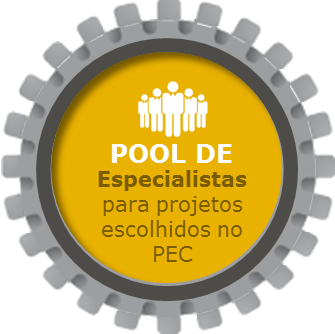 POOL DE
Especialistas
para projetos
escolhidos no
PEC